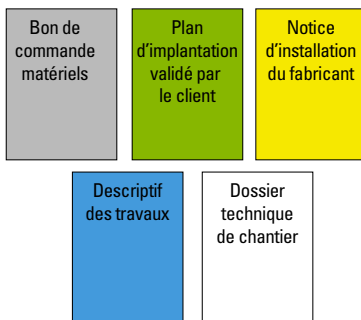 Bon de
commande
matériels
Plan
d’implantation
validé par
le client
Notice
d’installation
du fabricant
Descriptif
des travaux
Dossier
technique
de chantier